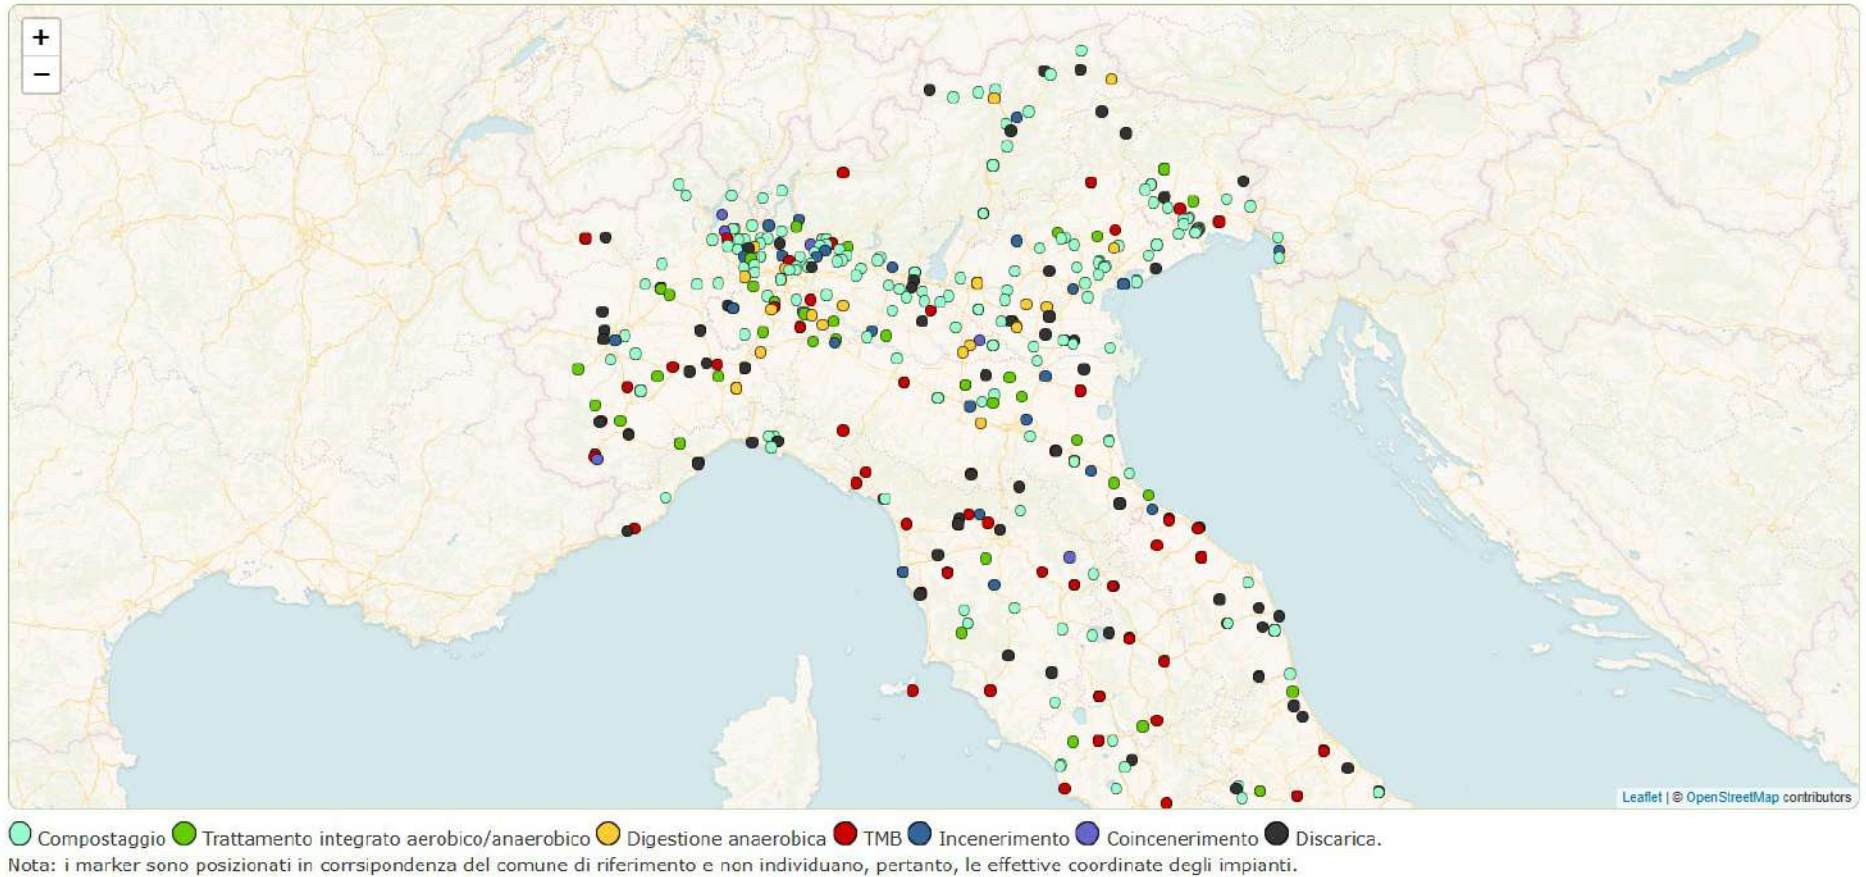 +
−
Leaflet | © OpenStreetMap contributors
Compostaggio Trattamento integrato aerobico/anaerobico Digestione anaerobica TMB Incenerimento Coincenerimento Discarica.
Nota: i marker sono posizionati in corrsipondenza del comune di riferimento e non individuano, pertanto, le effettive coordinate degli impianti.